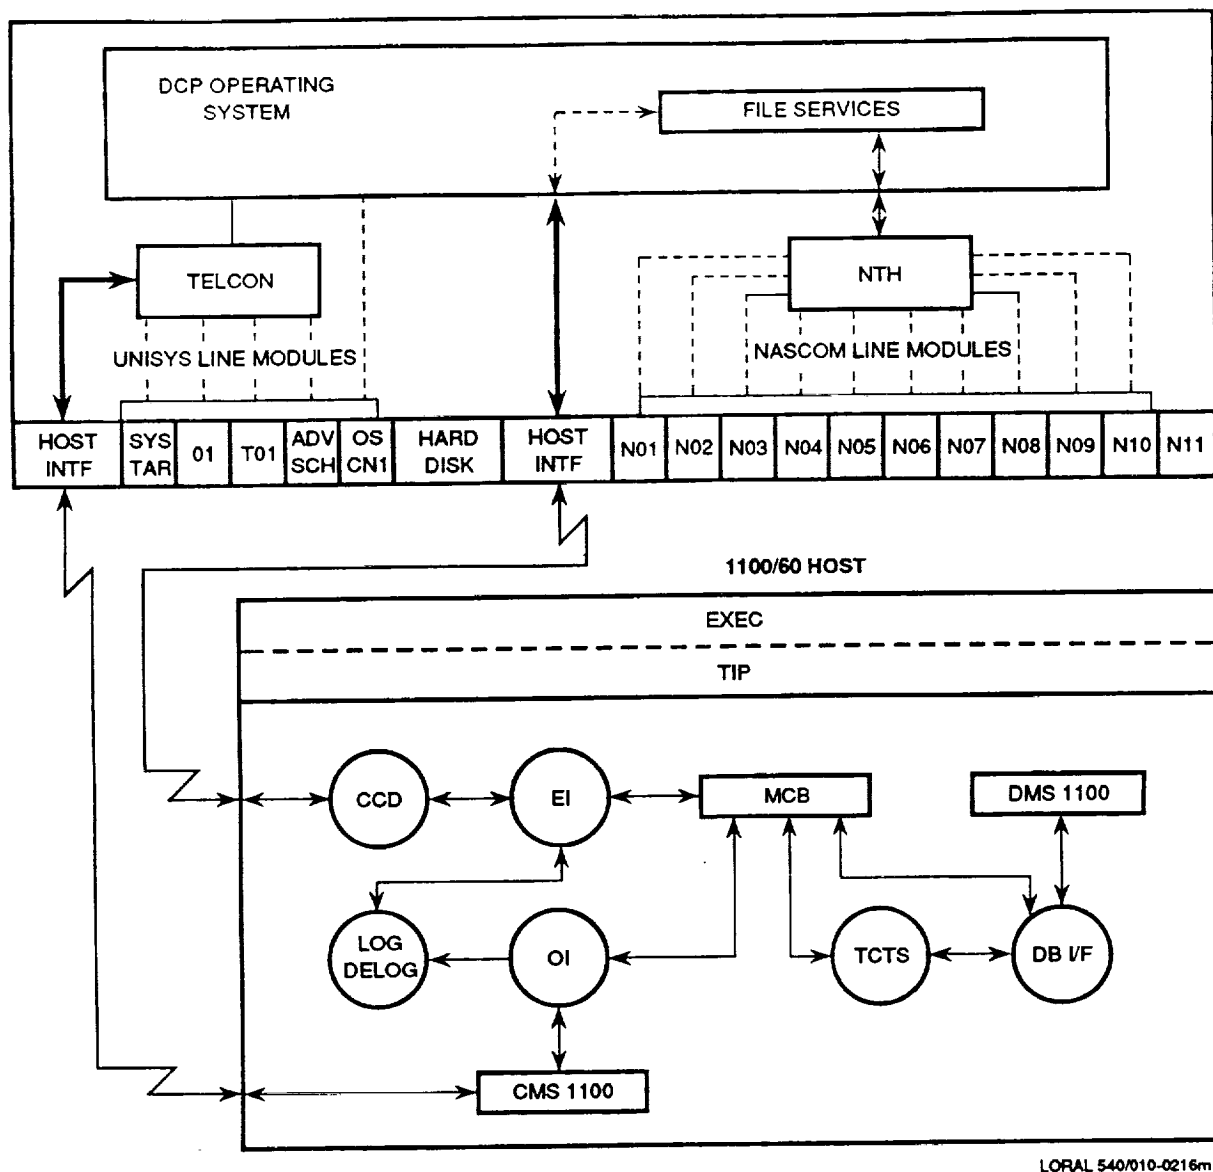 DCP OPERATING
SYSTEM
FILE SERVICES
TELCON
NTH
UNISYS LINE MODULES
NASCOM LINE MODULES
HOST
INTF
SYS
TAR
01
T01
ADV
SCH
OS
CN1
HARD
DISK
HOST
INTF
N01
N02
N03
N04
N05
N06
N07
N08
N09
N10
N11
1100/60 HOST
EXEC
TIP
CCD
EI
MCB
DMS 1100
LOG
DELOG
OI
TCTS
DB I/F
CMS 1100
LORAL 540/010-0216m